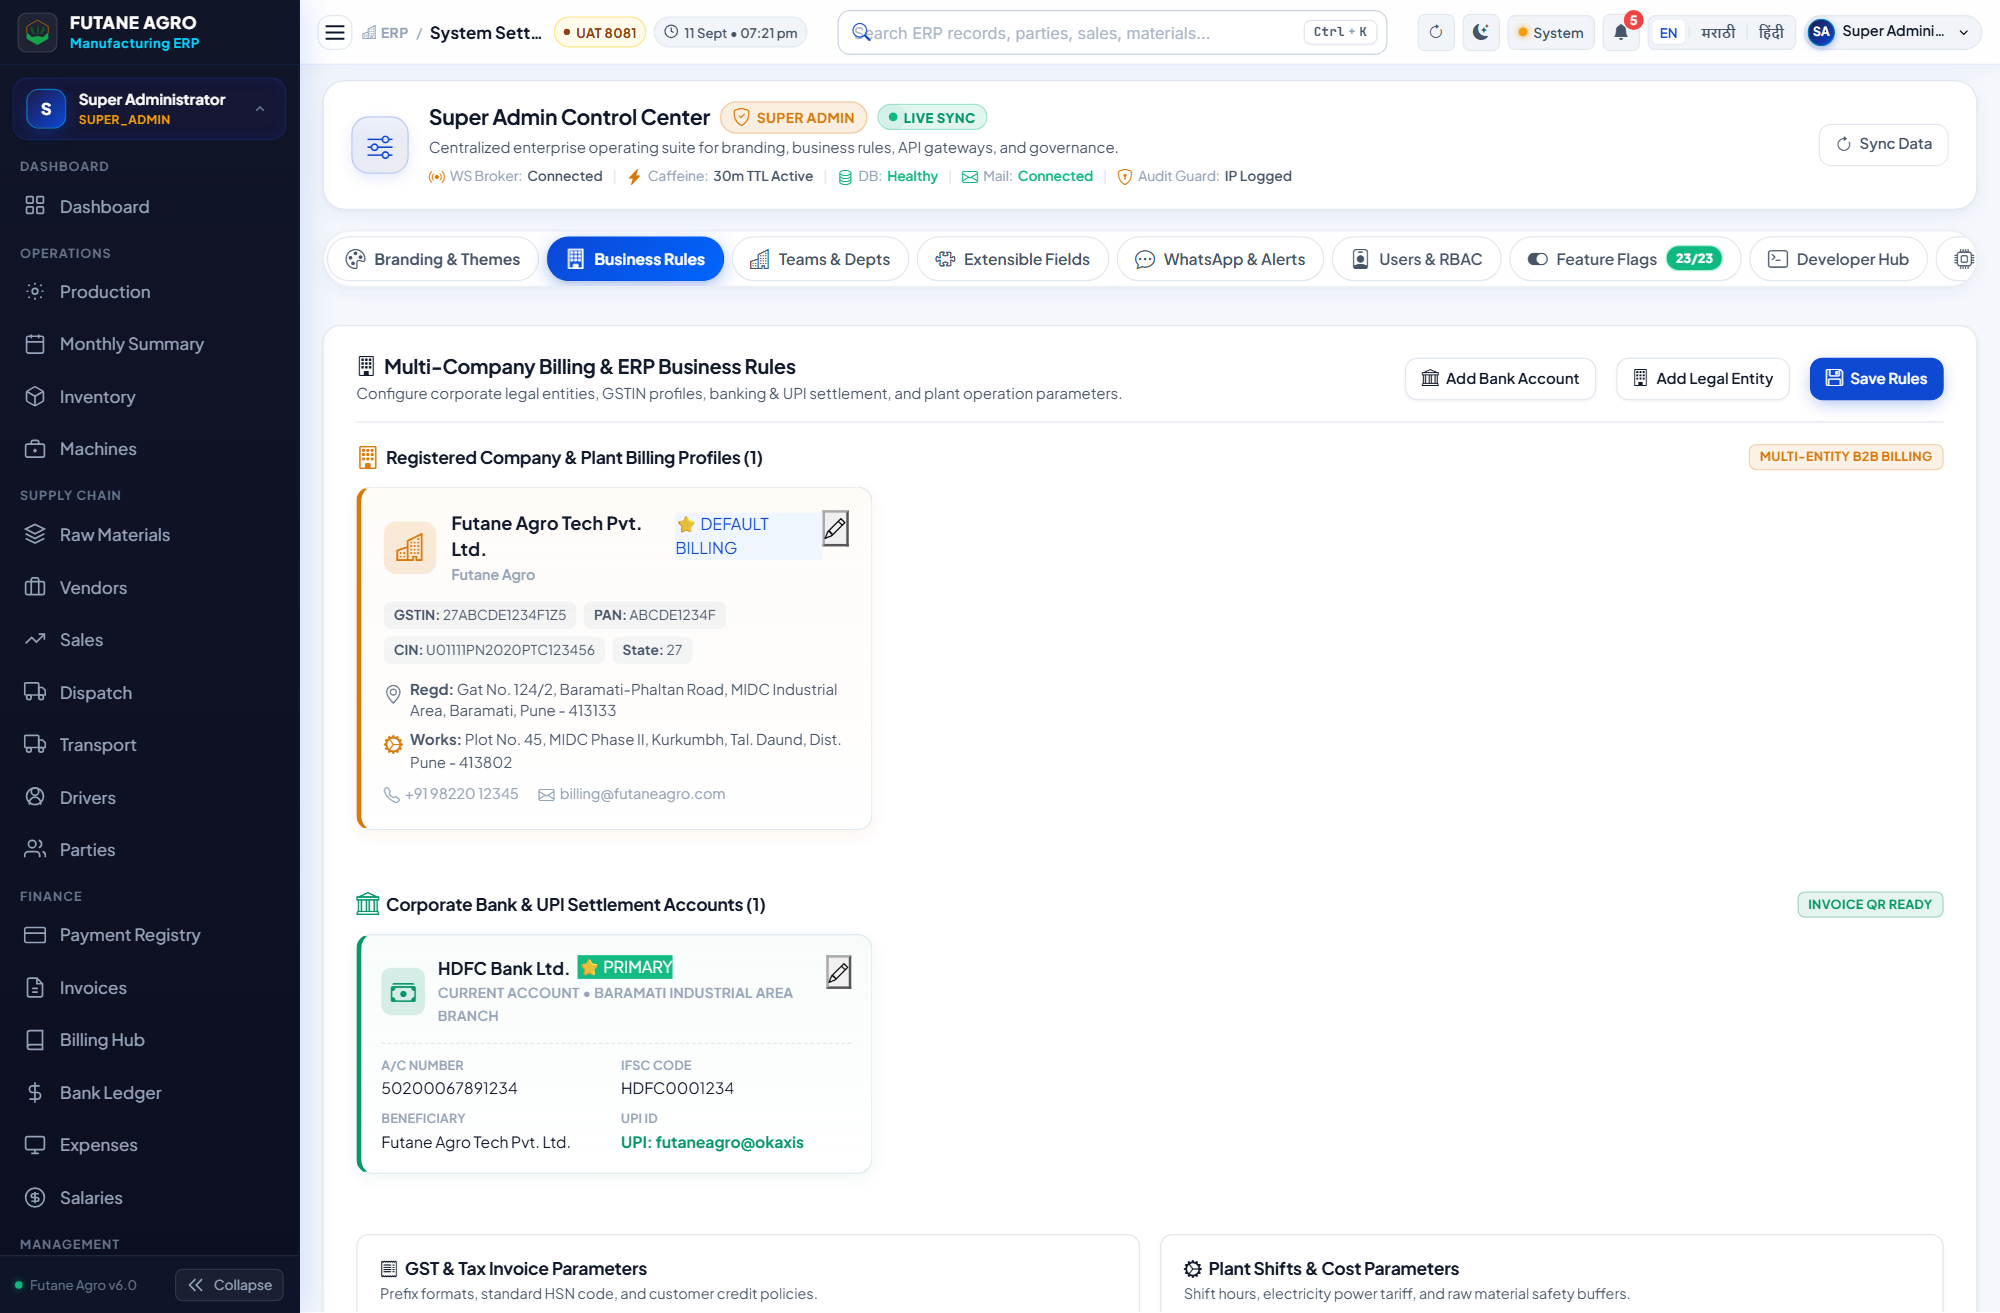 FUTANE AGRO
Manufacturing ERP
S
Super Administrator
SUPER_ADMIN
DASHBOARD
Dashboard
OPERATIONS
Production
Monthly Summary
Inventory
Machines
SUPPLY CHAIN
Raw Materials
Vendors
Sales
Dispatch
Transport
Drivers
Parties
FINANCE
Payment Registry
Invoices
Billing Hub
Bank Ledger
Expenses
Salaries
MANAGEMENT
Futane Agro v6.0
Collapse
ERP / System Sett...
UAT 8081
11 Sept • 07:21 pm
Search ERP records, parties, sales, materials...
Ctrl + K
System
5
EN
मराठी
हिंदी
SA
Super Admini...
Super Admin Control Center
SUPER ADMIN
LIVE SYNC
Centralized enterprise operating suite for branding, business rules, API gateways, and governance.
WS Broker: Connected
Caffeine: 30m TTL Active
DB: Healthy
Mail: Connected
Audit Guard: IP Logged
Sync Data
Branding & Themes
Business Rules
Teams & Depts
Extensible Fields
WhatsApp & Alerts
Users & RBAC
Feature Flags 23/23
Developer Hub
Multi-Company Billing & ERP Business Rules
Configure corporate legal entities, GSTIN profiles, banking & UPI settlement, and plant operation parameters.
Add Bank Account
Add Legal Entity
Save Rules
Registered Company & Plant Billing Profiles (1)
MULTI-ENTITY B2B BILLING
Futane Agro Tech Pvt.
Ltd.
Futane Agro
⭐ DEFAULT
BILLING
GSTIN: 27ABCDE1234F1Z5
PAN: ABCDE1234F
CIN: U01111PN2020PTC123456
State: 27
Regd: Gat No. 124/2, Baramati-Phaltan Road, MIDC Industrial
Area, Baramati, Pune - 413133
Works: Plot No. 45, MIDC Phase II, Kurkumbh, Tal. Daund, Dist.
Pune - 413802
+91 98220 12345
billing@futaneagro.com
Corporate Bank & UPI Settlement Accounts (1)
INVOICE QR READY
HDFC Bank Ltd.
⭐ PRIMARY
CURRENT ACCOUNT • BARAMATI INDUSTRIAL AREA
BRANCH
A/C NUMBER
50200067891234
IFSC CODE
HDFC0001234
BENEFICIARY
Futane Agro Tech Pvt. Ltd.
UPI ID
UPI: futaneagro@okaxis
GST & Tax Invoice Parameters
Prefix formats, standard HSN code, and customer credit policies.
Plant Shifts & Cost Parameters
Shift hours, electricity power tariff, and raw material safety buffers.